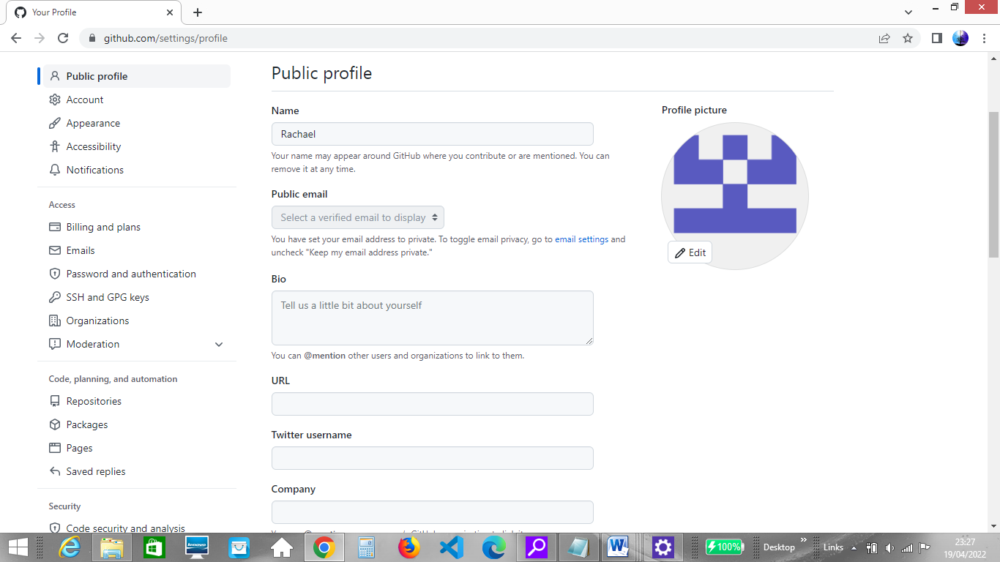 Your Profile
github.com/settings/profile
Public profile
Account
Appearance
Accessibility
Notifications
Access
Billing and plans
Emails
Password and authentication
SSH and GPG keys
Organizations
Moderation
Code, planning, and automation
Repositories
Packages
Pages
Saved replies
Security
Code security and analysis
Public profile
Name
Rachael
Your name may appear around GitHub where you contribute or are mentioned. You can
remove it at any time.
Public email
Select a verified email to display
You have set your email address to private. To toggle email privacy, go to email settings and
uncheck "Keep my email address private."
Bio
Tell us a little bit about yourself
You can @mention other users and organizations to link to them.
URL
Twitter username
Company
Profile picture
Edit
lenovo
100%
Desktop
Links
23:27
19/04/2022